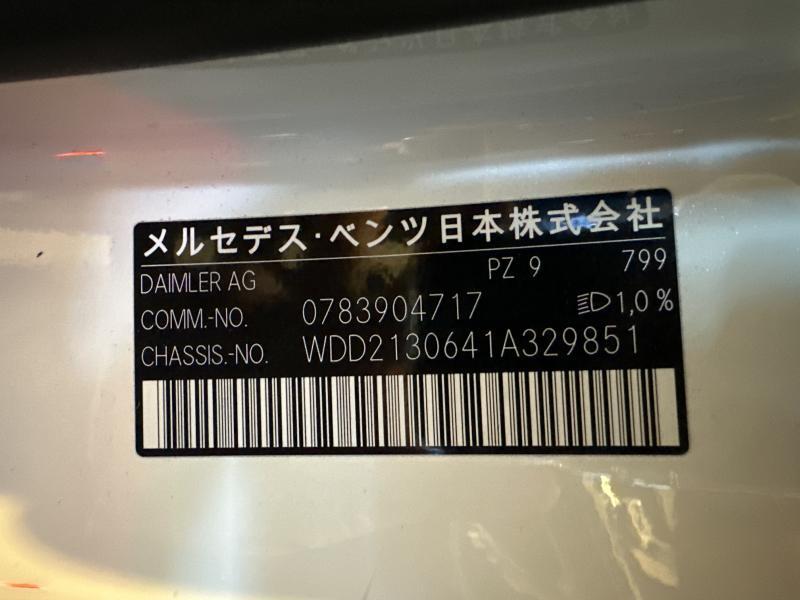 メルセデス・ベンツ日本株式会社
DAIMLER AG PZ 9 799
COMM.-NO. 0783904717 1,0 %
CHASSIS.-NO. WDD2130641A329851